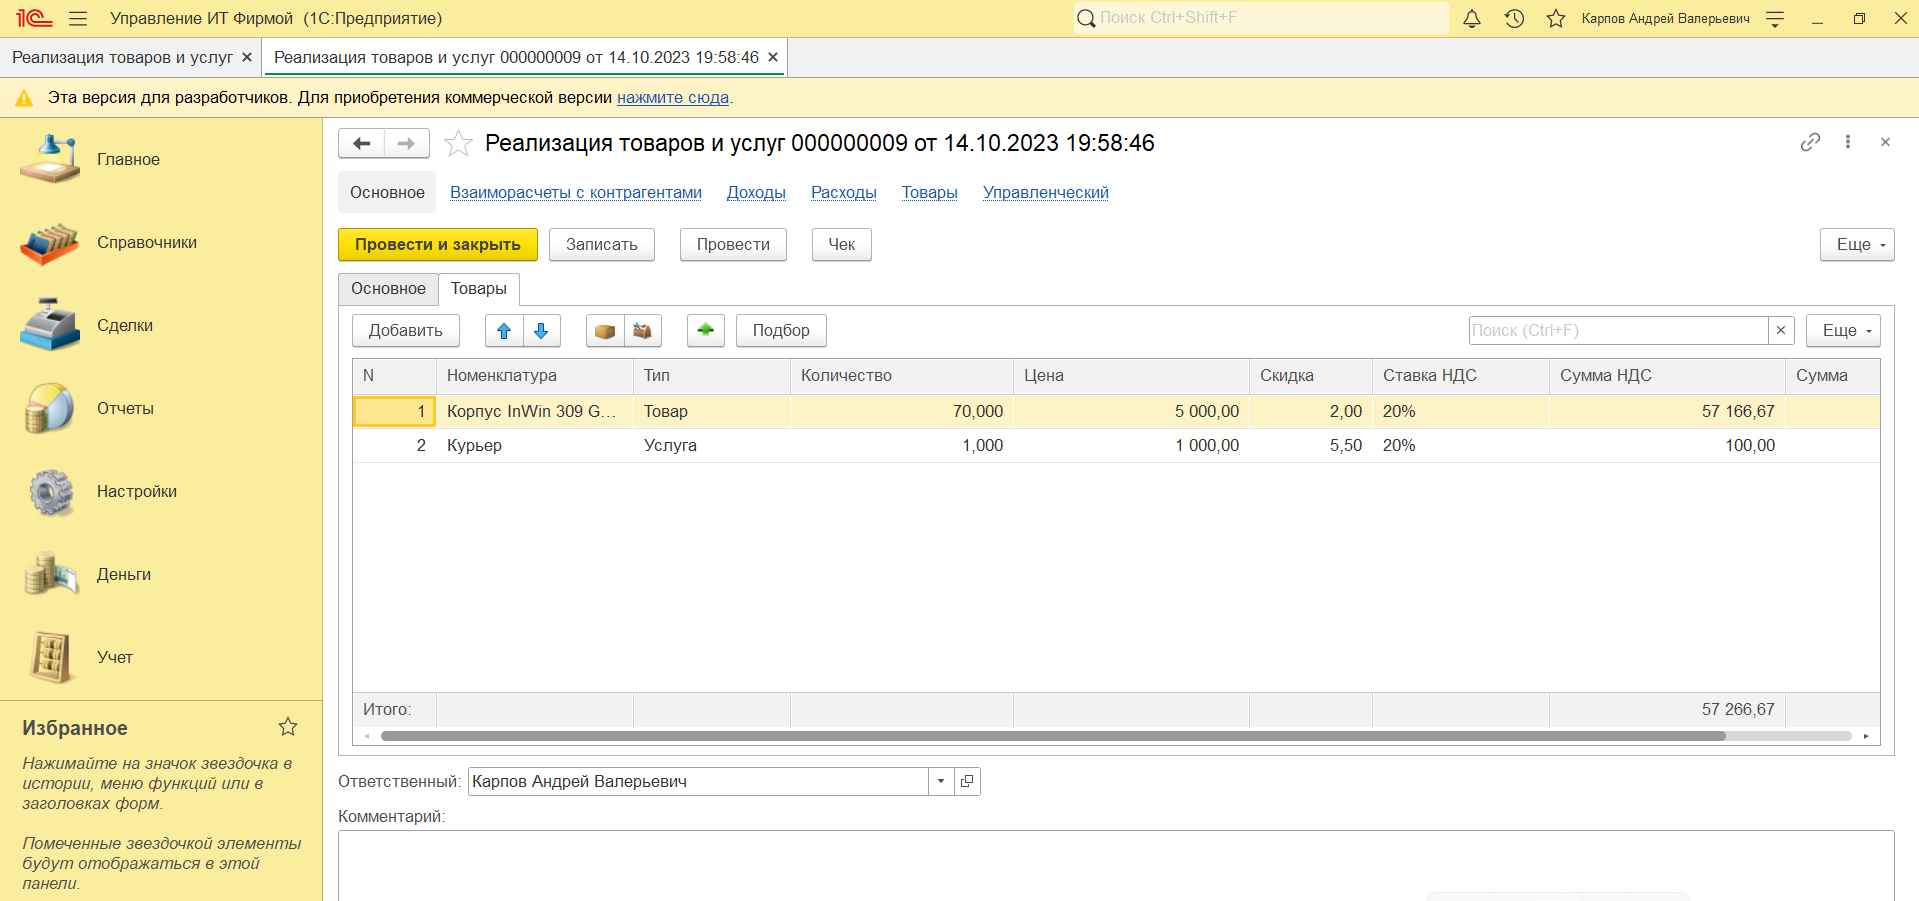 1С Управление ИТ Фирмой (1С:Предприятие) Поиск Ctrl+Shift+F Карпов Андрей Валерьевич
Реализация товаров и услуг Реализация товаров и услуг 000000009 от 14.10.2023 19:58:46
Эта версия для разработчиков. Для приобретения коммерческой версии нажмите сюда.
Главное
Справочники
Сделки
Отчеты
Настройки
Деньги
Учет
Избранное
Нажимайте на значок звездочка в
истории, меню функций или в
заголовках форм.
Помеченные звездочкой элементы
будут отображаться в этой
панели.
Реализация товаров и услуг 000000009 от 14.10.2023 19:58:46
Основное Взаиморасчеты с контрагентами Доходы Расходы Товары Управленческий
Провести и закрыть Записать Провести Чек Еще
Основное Товары
Добавить Подбор Поиск (Ctrl+F) Еще
N Номенклатура Тип Количество Цена Скидка Ставка НДС Сумма НДС Сумма
1 Корпус InWin 309 G... Товар 70,000 5 000,00 2,00 20% 57 166,67
2 Курьер Услуга 1,000 1 000,00 5,50 20% 100,00
Итого: 57 266,67
Ответственный: Карпов Андрей Валерьевич
Комментарий: